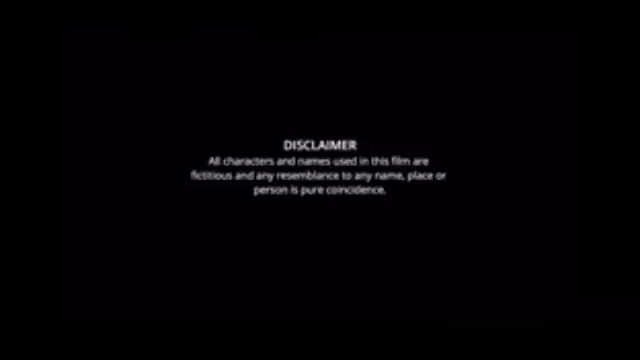 DISCLAIMER
All characters and names used in this film are
fictitious and any resemblance to any name, place or
person is pure coincidence.